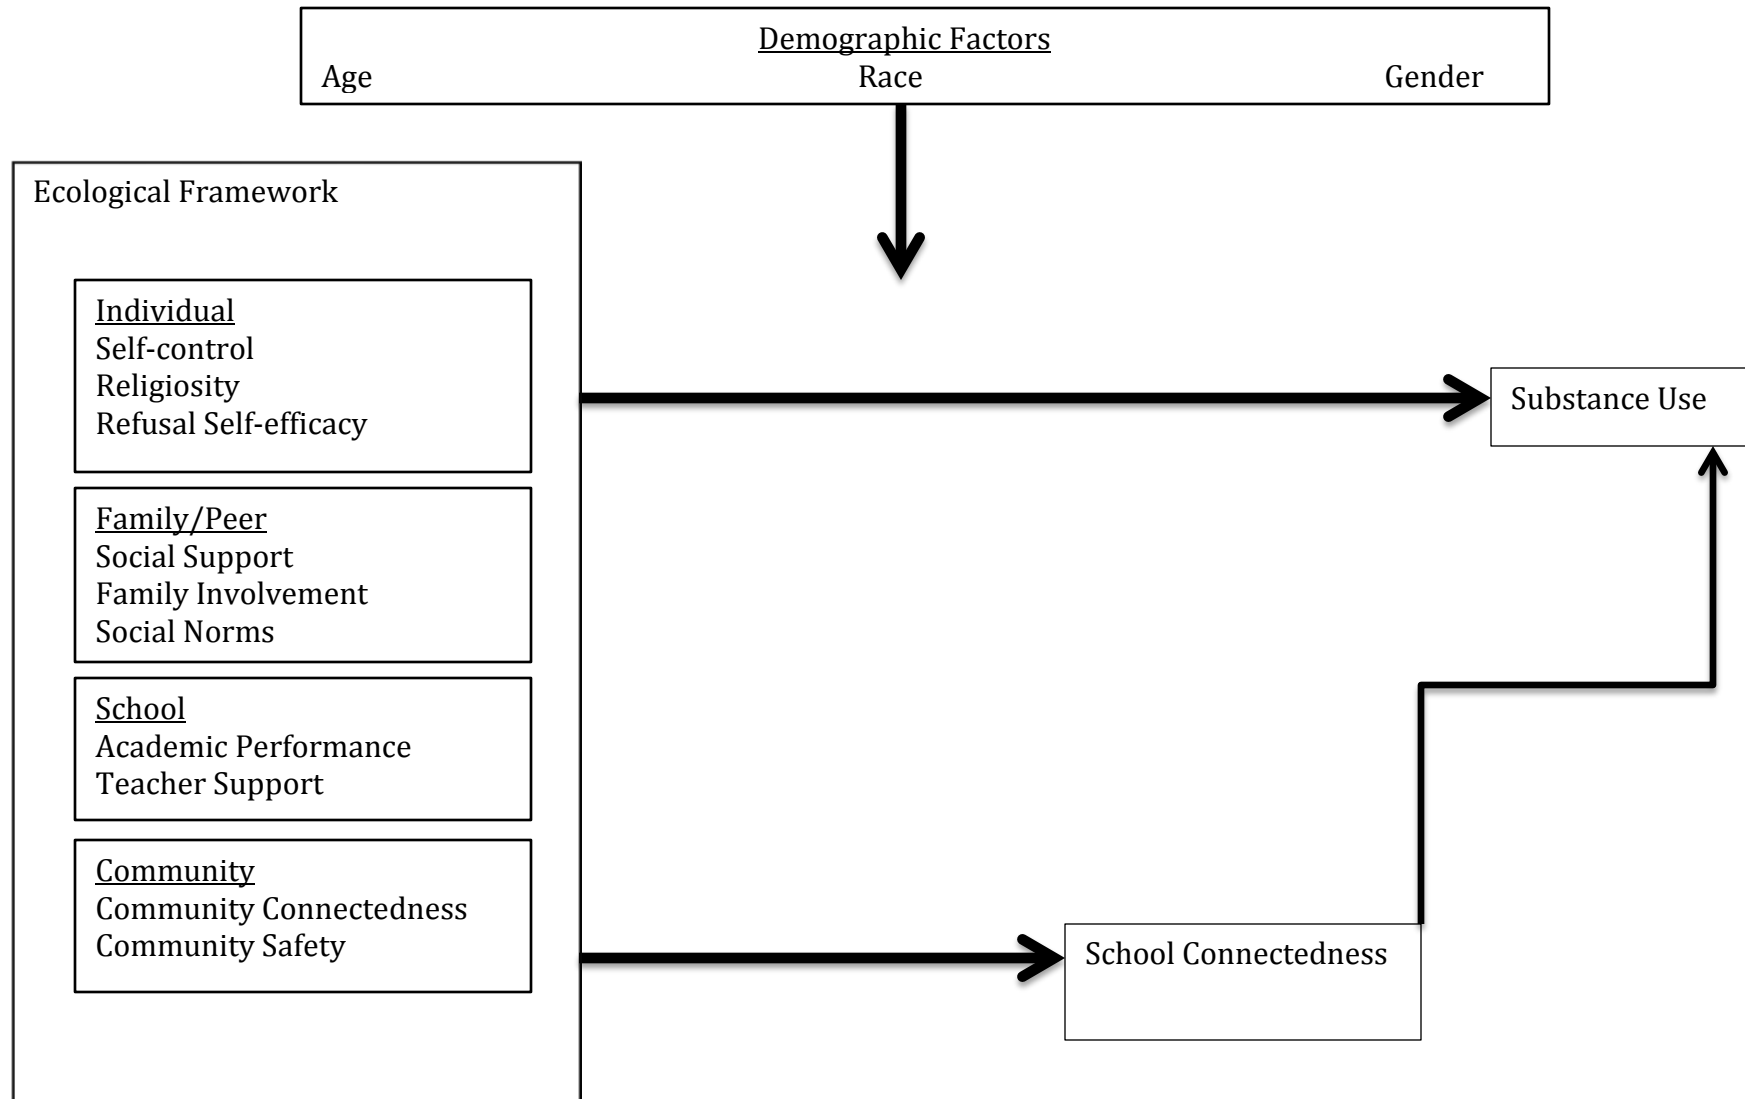 Demographic Factors
Age Race Gender
Ecological Framework
Individual
Self-control
Religiosity
Refusal Self-efficacy
Family/Peer
Social Support
Family Involvement
Social Norms
School
Academic Performance
Teacher Support
Community
Community Connectedness
Community Safety
Substance Use
School Connectedness